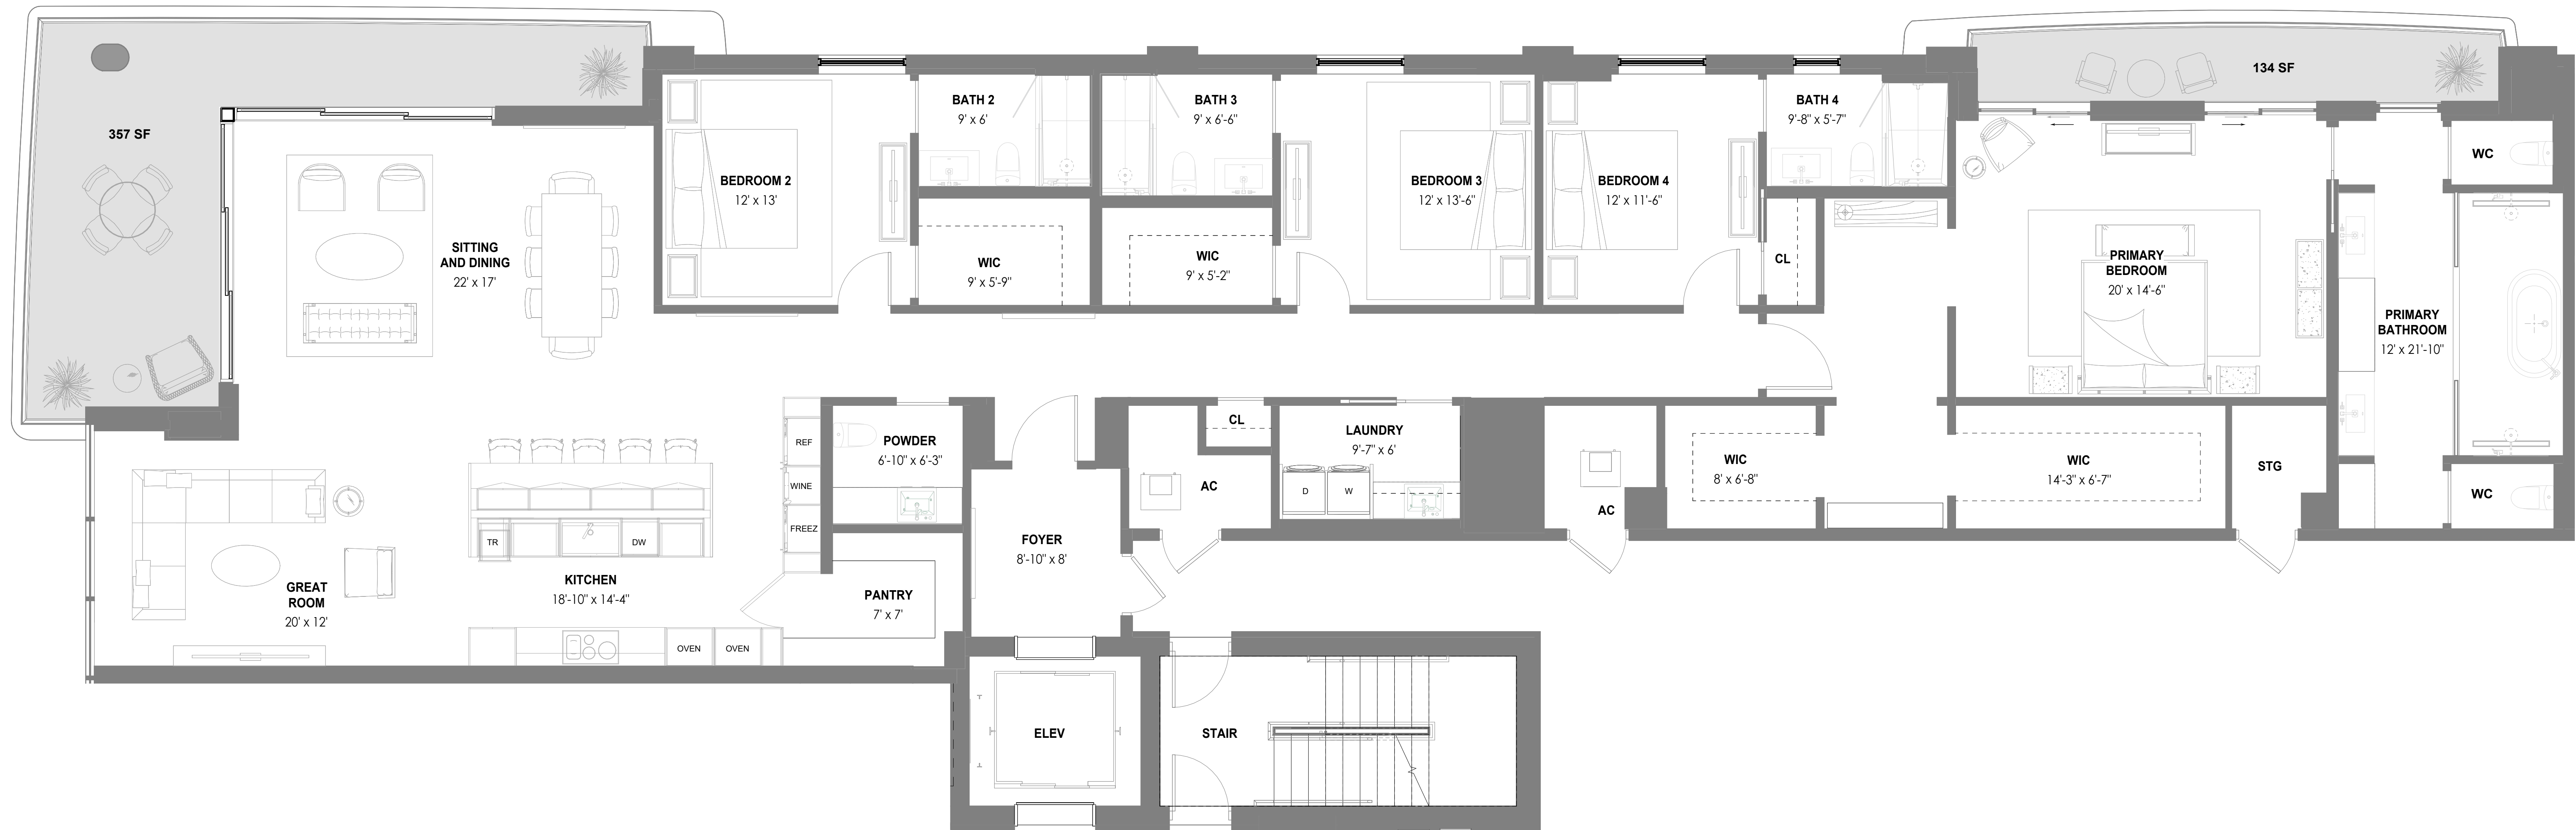 134 SF
357 SF
BATH 2
9' x 6'
BATH 3
9' x 6'-6"
BATH 4
9'-8" x 5'-7"
WC
BEDROOM 2
12' x 13'
BEDROOM 3
12' x 13'-6"
BEDROOM 4
12' x 11'-6"
SITTING
AND DINING
22' x 17'
WIC
9' x 5'-9"
WIC
9' x 5'-2"
CL
PRIMARY
BEDROOM
20' x 14'-6"
PRIMARY
BATHROOM
12' x 21'-10"
REF
WINE
FREEZ
POWDER
6'-10" x 6'-3"
CL
AC
LAUNDRY
9'-7" x 6'
D
W
AC
WIC
8' x 6'-8"
WIC
14'-3" x 6'-7"
STG
WC
TR
DW
FOYER
8'-10" x 8'
GREAT
ROOM
20' x 12'
KITCHEN
18'-10" x 14'-4"
PANTRY
7' x 7'
OVEN
OVEN
ELEV
STAIR